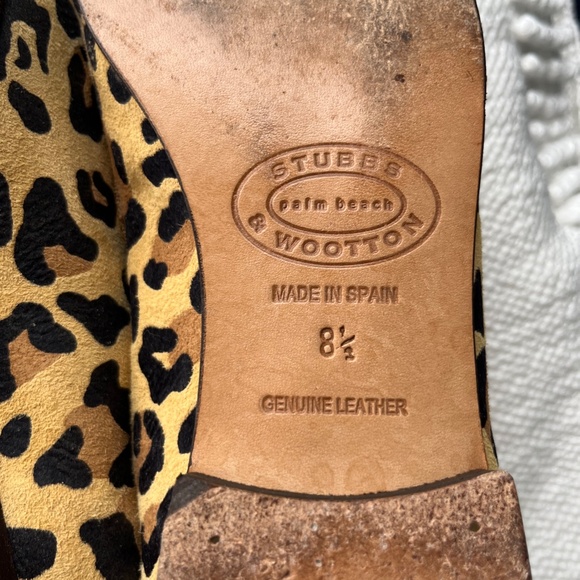 STUBBS
palm beach
& WOOTTON
MADE IN SPAIN
8½
GENUINE LEATHER